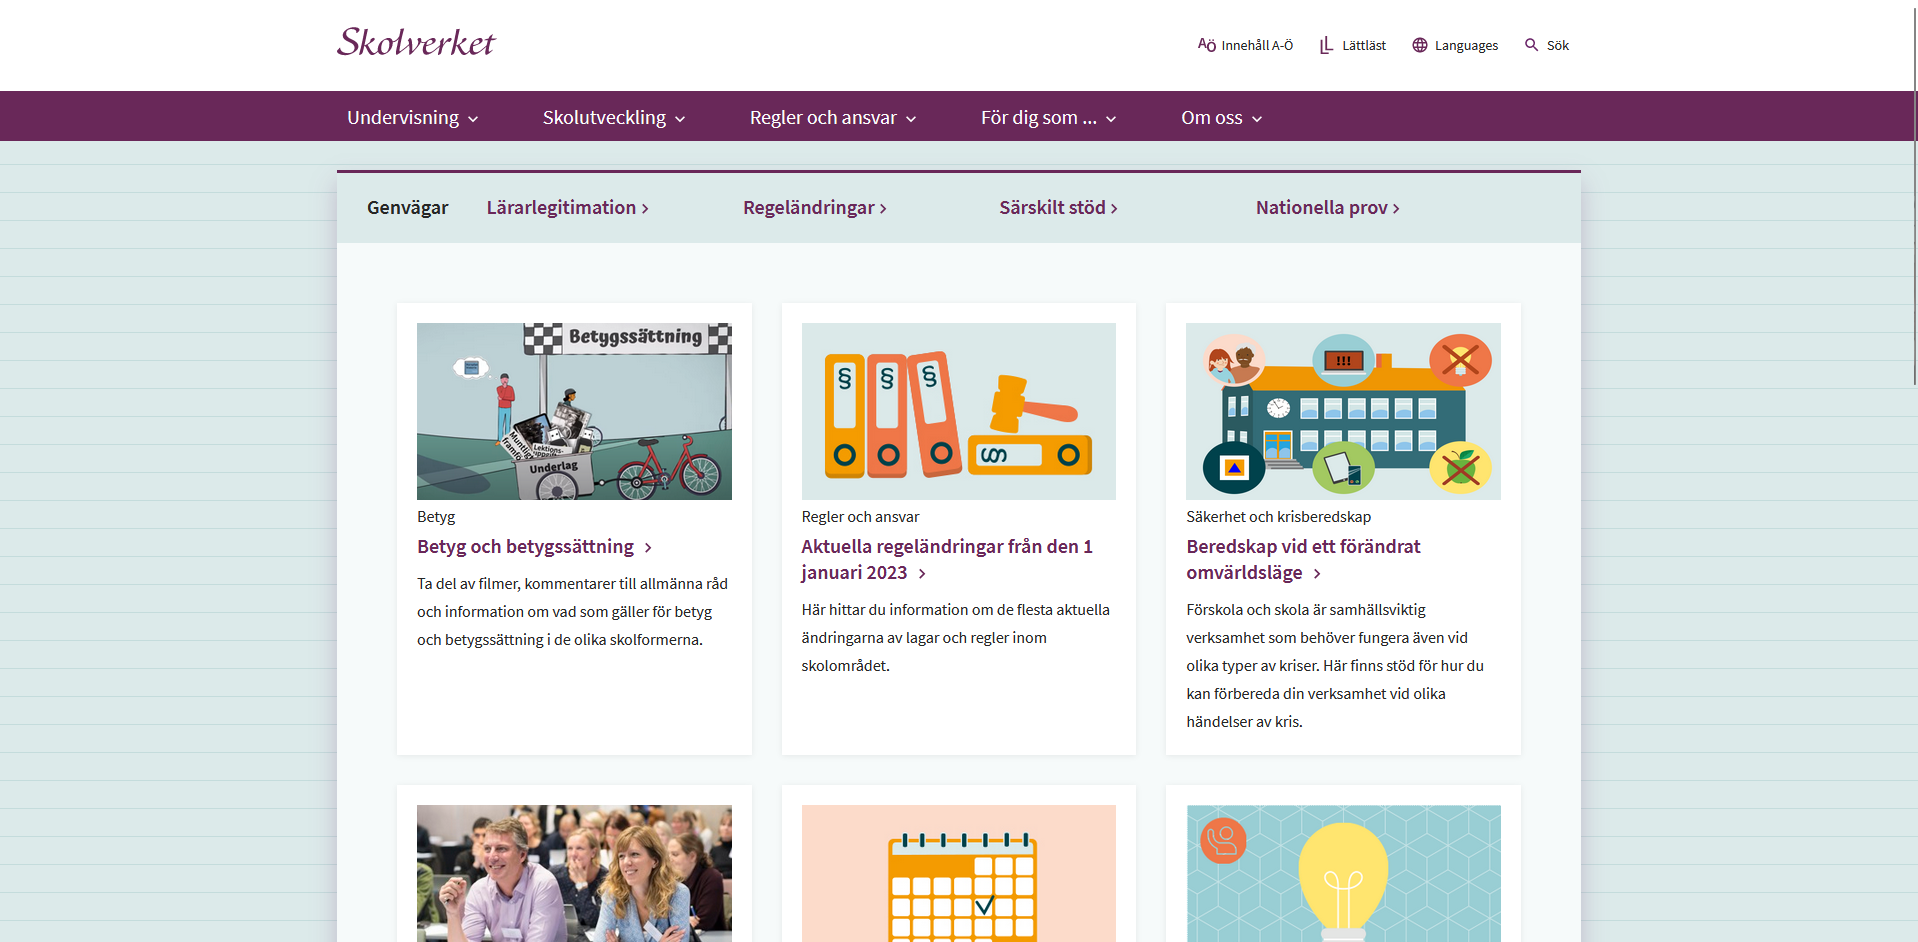 Skolverket
AÖ Innehåll A-Ö
LL Lättläst
Languages
Sök
Undervisning
Skolutveckling
Regler och ansvar
För dig som ...
Om oss
Genvägar
Lärarlegitimation
Regeländringar
Särskilt stöd
Nationella prov
Betygssättning
Underlag
Betyg
Betyg och betygssättning
Ta del av filmer, kommentarer till allmänna råd
och information om vad som gäller för betyg
och betygssättning i de olika skolformerna.
§ § §
§
Regler och ansvar
Aktuella regeländringar från den 1
januari 2023
Här hittar du information om de flesta aktuella
ändringarna av lagar och regler inom
skolområdet.
!!!
Säkerhet och krisberedskap
Beredskap vid ett förändrat
omvärldsläge
Förskola och skola är samhällsviktig
verksamhet som behöver fungera även vid
olika typer av kriser. Här finns stöd för hur du
kan förbereda din verksamhet vid olika
händelser av kris.